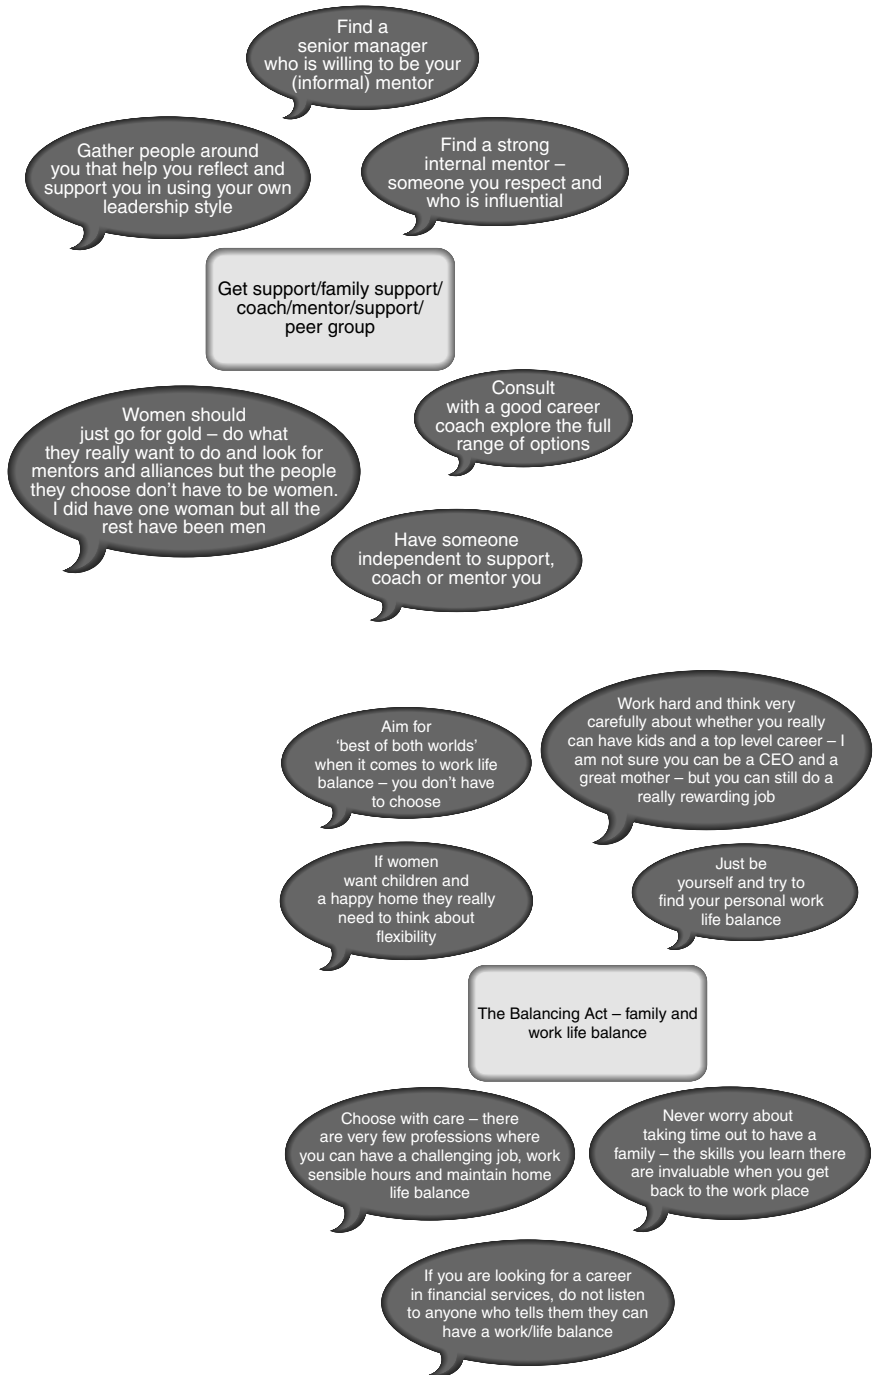 Find a
senior manager
who is willing to be your
(informal) mentor
Gather people around
you that help you reflect and
support you in using your own
leadership style
Find a strong
internal mentor –
someone you respect and
who is influential
Get support/family support/
coach/mentor/support/
peer group
Consult
with a good career
coach explore the full
range of options
Women should
just go for gold – do what
they really want to do and look for
mentors and alliances but the people
they choose don't have to be women.
I did have one woman but all the
rest have been men
Have someone
independent to support,
coach or mentor you
Aim for
‘best of both worlds’
when it comes to work life
balance – you don't have
to choose
Work hard and think very
carefully about whether you really
can have kids and a top level career – I
am not sure you can be a CEO and a
great mother – but you can still do a
really rewarding job
If women
want children and
a happy home they really
need to think about
flexibility
Just be
yourself and try to
find your personal work
life balance
The Balancing Act – family and
work life balance
Choose with care – there
are very few professions where
you can have a challenging job, work
sensible hours and maintain home
life balance
Never worry about
taking time out to have a
family – the skills you learn there
are invaluable when you get
back to the work place
If you are looking for a career
in financial services, do not listen
to anyone who tells them they can
have a work/life balance